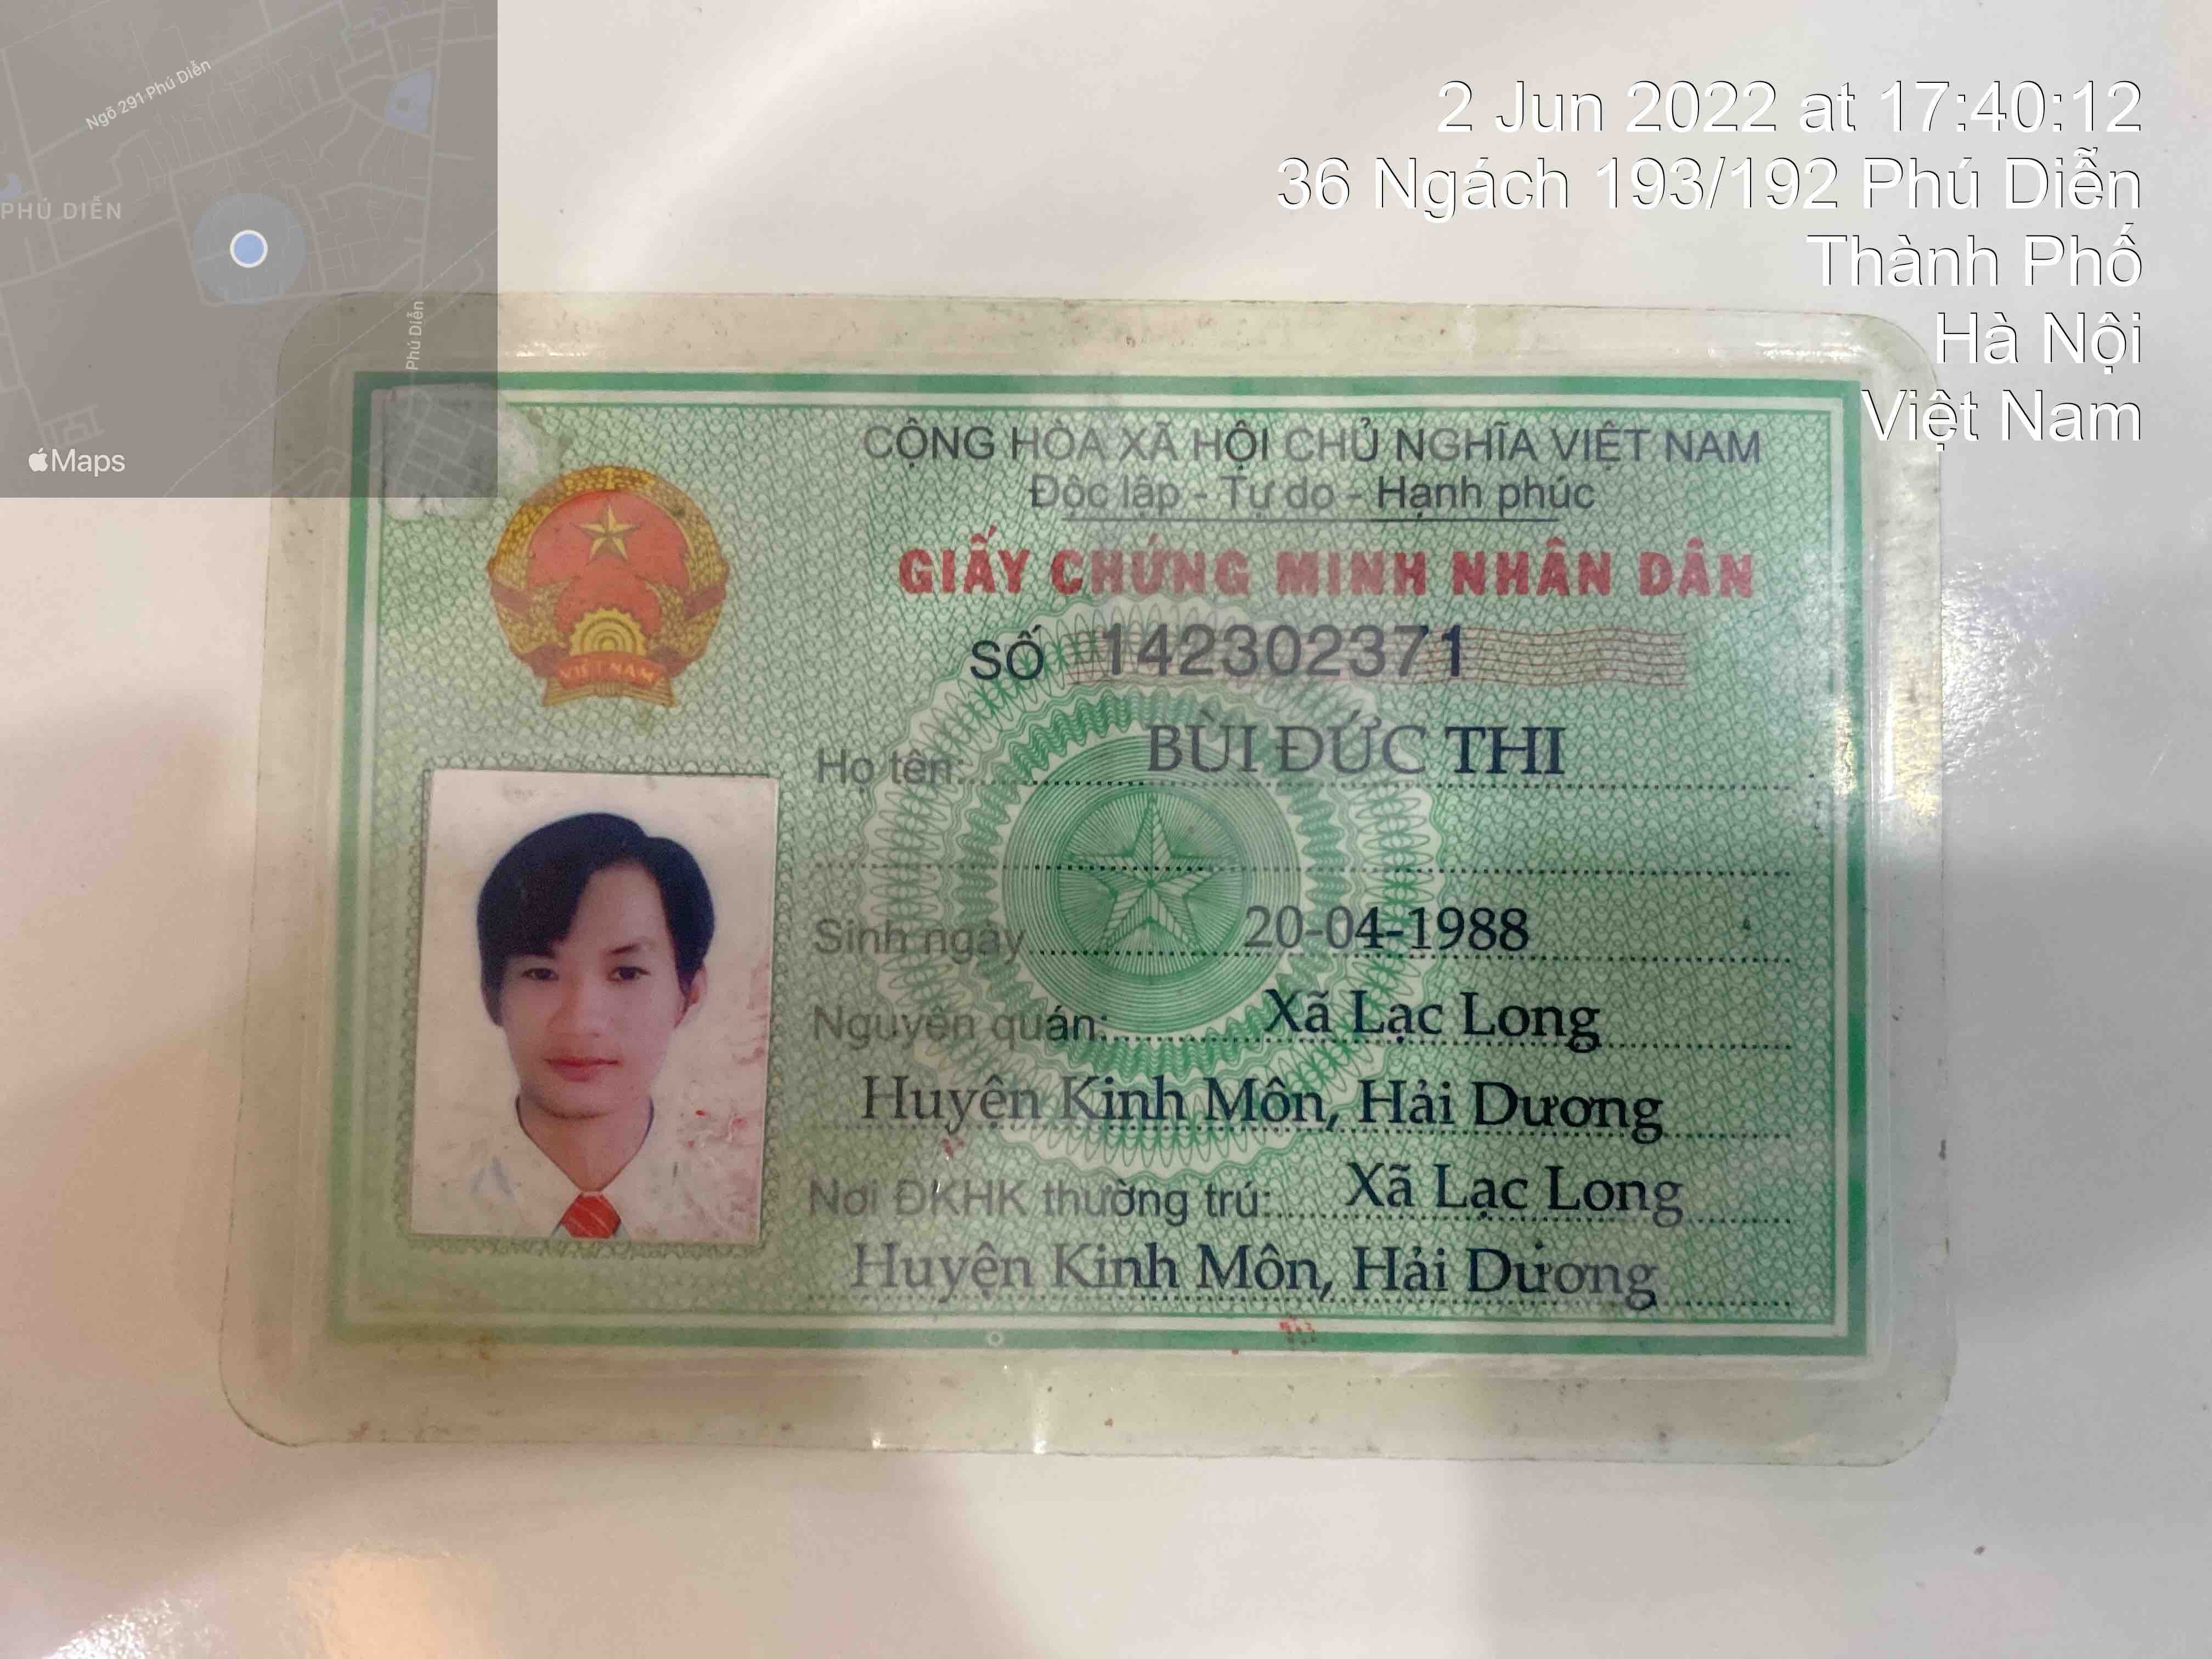 Ngõ 291 Phú Diễn
PHÚ DIỄN
Phú Diễn
Maps
2 Jun 2022 at 17:40:12
36 Ngách 193/192 Phú Diễn
Thành Phố
Hà Nội
Việt Nam
CỘNG HÒA XÃ HỘI CHỦ NGHĨA VIỆT NAM
Độc lập - Tự do - Hạnh phúc
GIẤY CHỨNG MINH NHÂN DÂN
SỐ 142302371
VIỆT NAM
Họ tên: BÙI ĐỨC THI
Sinh ngày 20-04-1988
Nguyên quán: Xã Lạc Long
Huyện Kinh Môn, Hải Dương
Nơi ĐKHK thường trú: Xã Lạc Long
Huyện Kinh Môn, Hải Dương